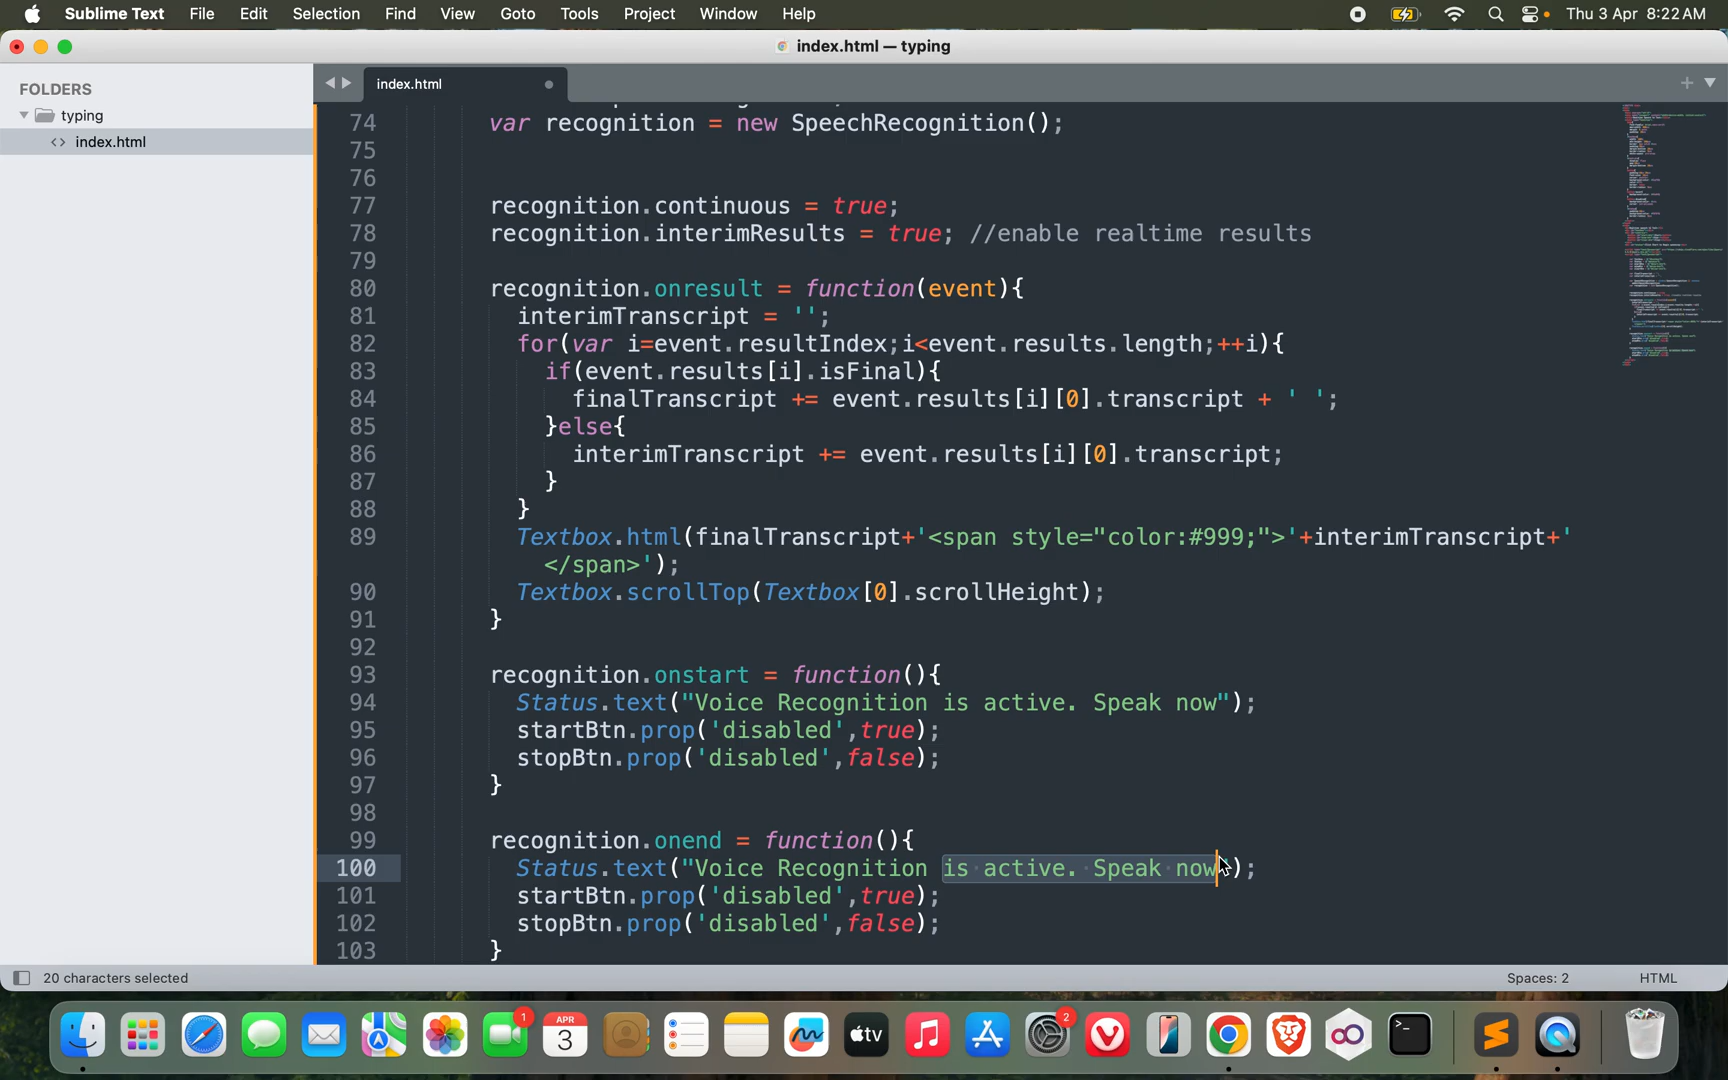 Sublime Text File Edit Selection Find View Goto Tools Project Window Help Thu 3 Apr 8:22 AM
index.html — typing
FOLDERS
typing
index.html
index.html
74 var recognition = new SpeechRecognition();
75
76
77 recognition.continuous = true;
78 recognition.interimResults = true; //enable realtime results
79
80 recognition.onresult = function(event){
81 interimTranscript = '';
82 for(var i=event.resultIndex;i<event.results.length;++i){
83 if(event.results[i].isFinal){
84 finalTranscript += event.results[i][0].transcript + ' ';
85 }else{
86 interimTranscript += event.results[i][0].transcript;
87 }
88 }
89 Textbox.html(finalTranscript+'<span style="color:#999;">'+interimTranscript+'
</span>');
90 Textbox.scrollTop(Textbox[0].scrollHeight);
91 }
92
93 recognition.onstart = function(){
94 Status.text("Voice Recognition is active. Speak now");
95 startBtn.prop('disabled',true);
96 stopBtn.prop('disabled',false);
97 }
98
99 recognition.onend = function(){
100 Status.text("Voice Recognition is active. Speak now");
101 startBtn.prop('disabled',true);
102 stopBtn.prop('disabled',false);
103 }
20 characters selected Spaces: 2 HTML
1
APR
3
tv
2